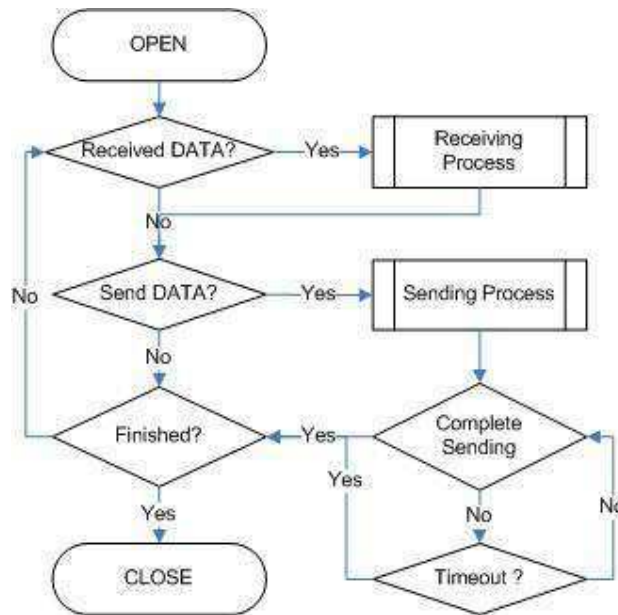 OPEN
Received DATA?
Yes
Receiving
Process
No
Send DATA?
Yes
Sending Process
No
No
Finished?
Yes
Complete
Sending
Yes
No
No
Yes
CLOSE
Timeout ?